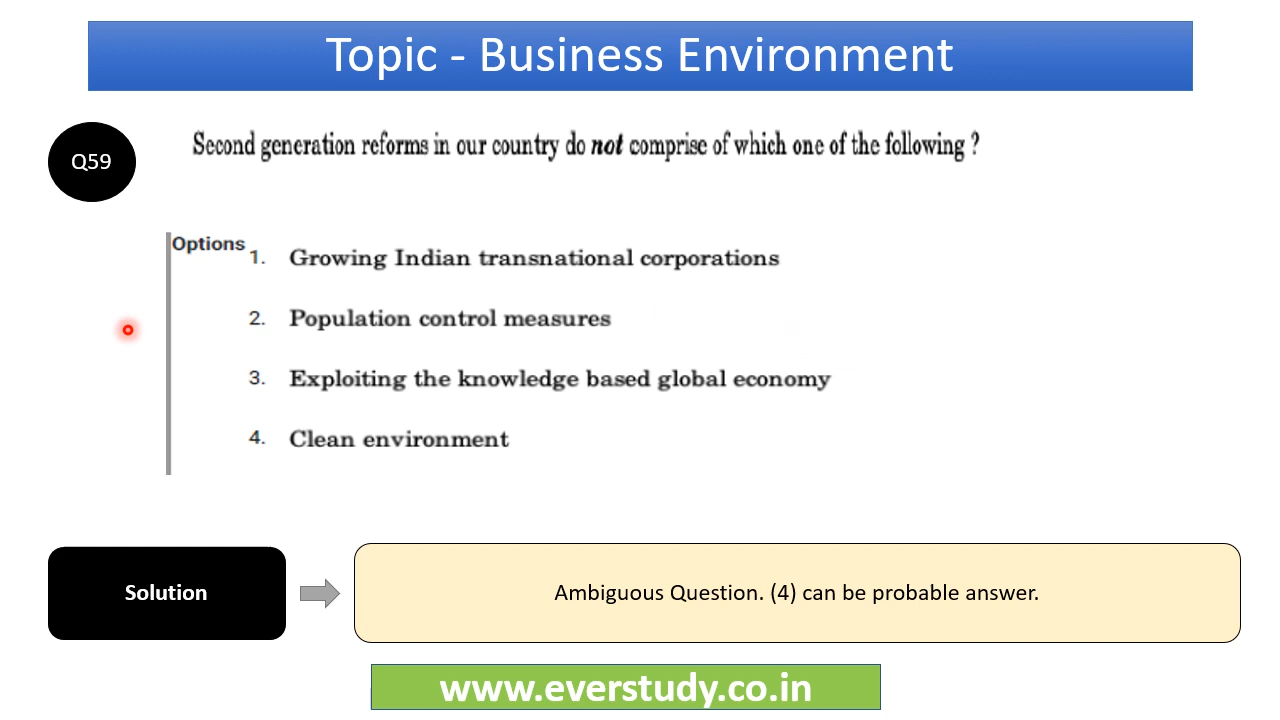 Topic - Business Environment
Q59
Second generation reforms in our country do not comprise of which one of the following ?
Options
1. Growing Indian transnational corporations
2. Population control measures
3. Exploiting the knowledge based global economy
4. Clean environment
Solution
Ambiguous Question. (4) can be probable answer.
www.everstudy.co.in